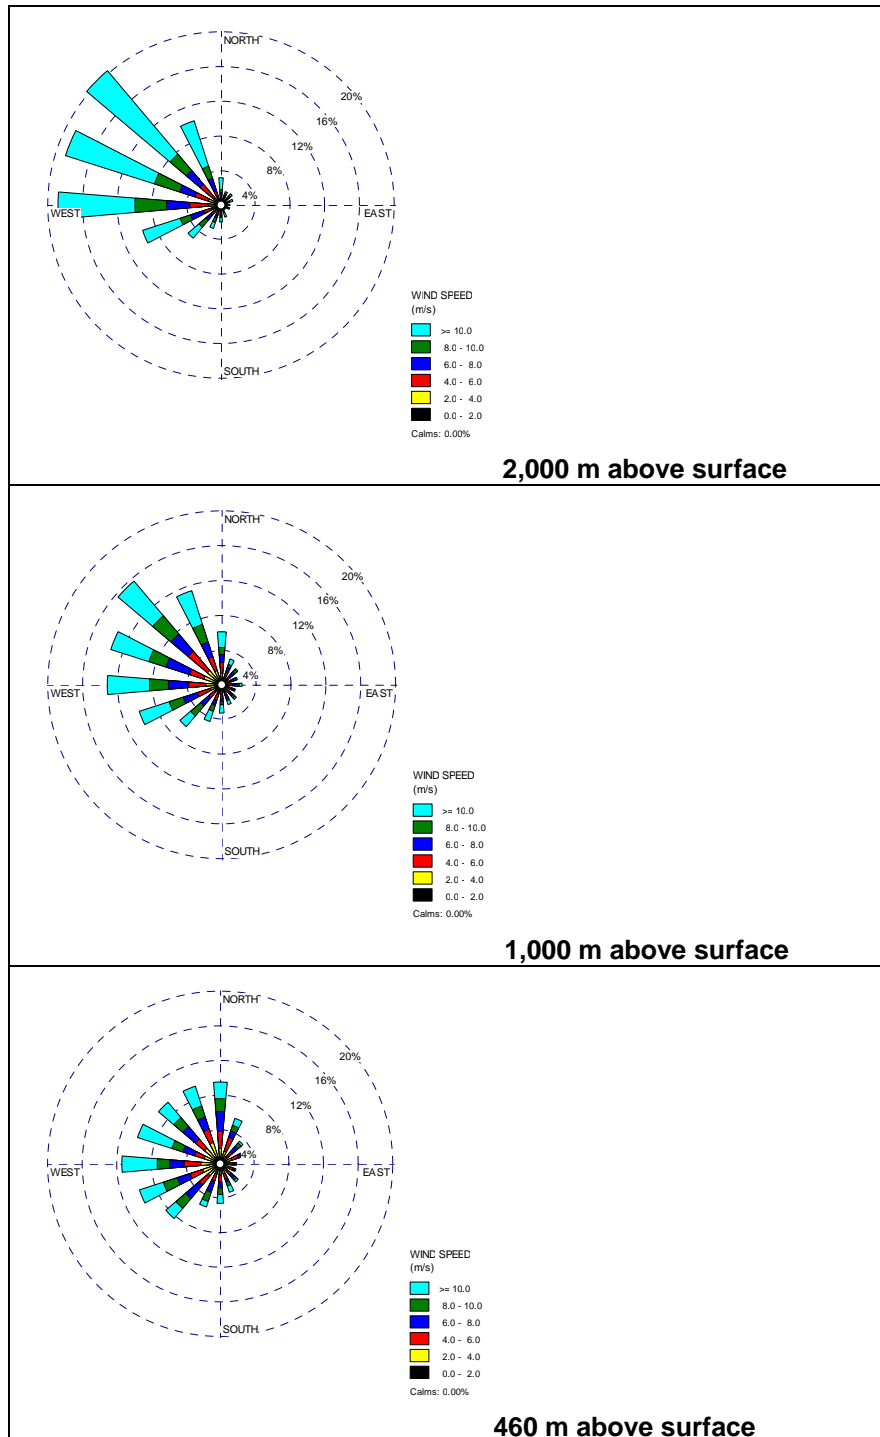 NORTH
20%
16%
12%
8%
4%
WEST
EAST
SOUTH
WIND SPEED
(m/s)
>= 10.0
8.0 - 10.0
6.0 - 8.0
4.0 - 6.0
2.0 - 4.0
0.0 - 2.0
Calms: 0.00%
2,000 m above surface
NORTH
20%
16%
12%
8%
4%
WEST
EAST
SOUTH
WIND SPEED
(m/s)
>= 10.0
8.0 - 10.0
6.0 - 8.0
4.0 - 6.0
2.0 - 4.0
0.0 - 2.0
Calms: 0.00%
1,000 m above surface
NORTH
20%
16%
12%
8%
4%
WEST
EAST
SOUTH
WIND SPEED
(m/s)
>= 10.0
8.0 - 10.0
6.0 - 8.0
4.0 - 6.0
2.0 - 4.0
0.0 - 2.0
Calms: 0.00%
460 m above surface